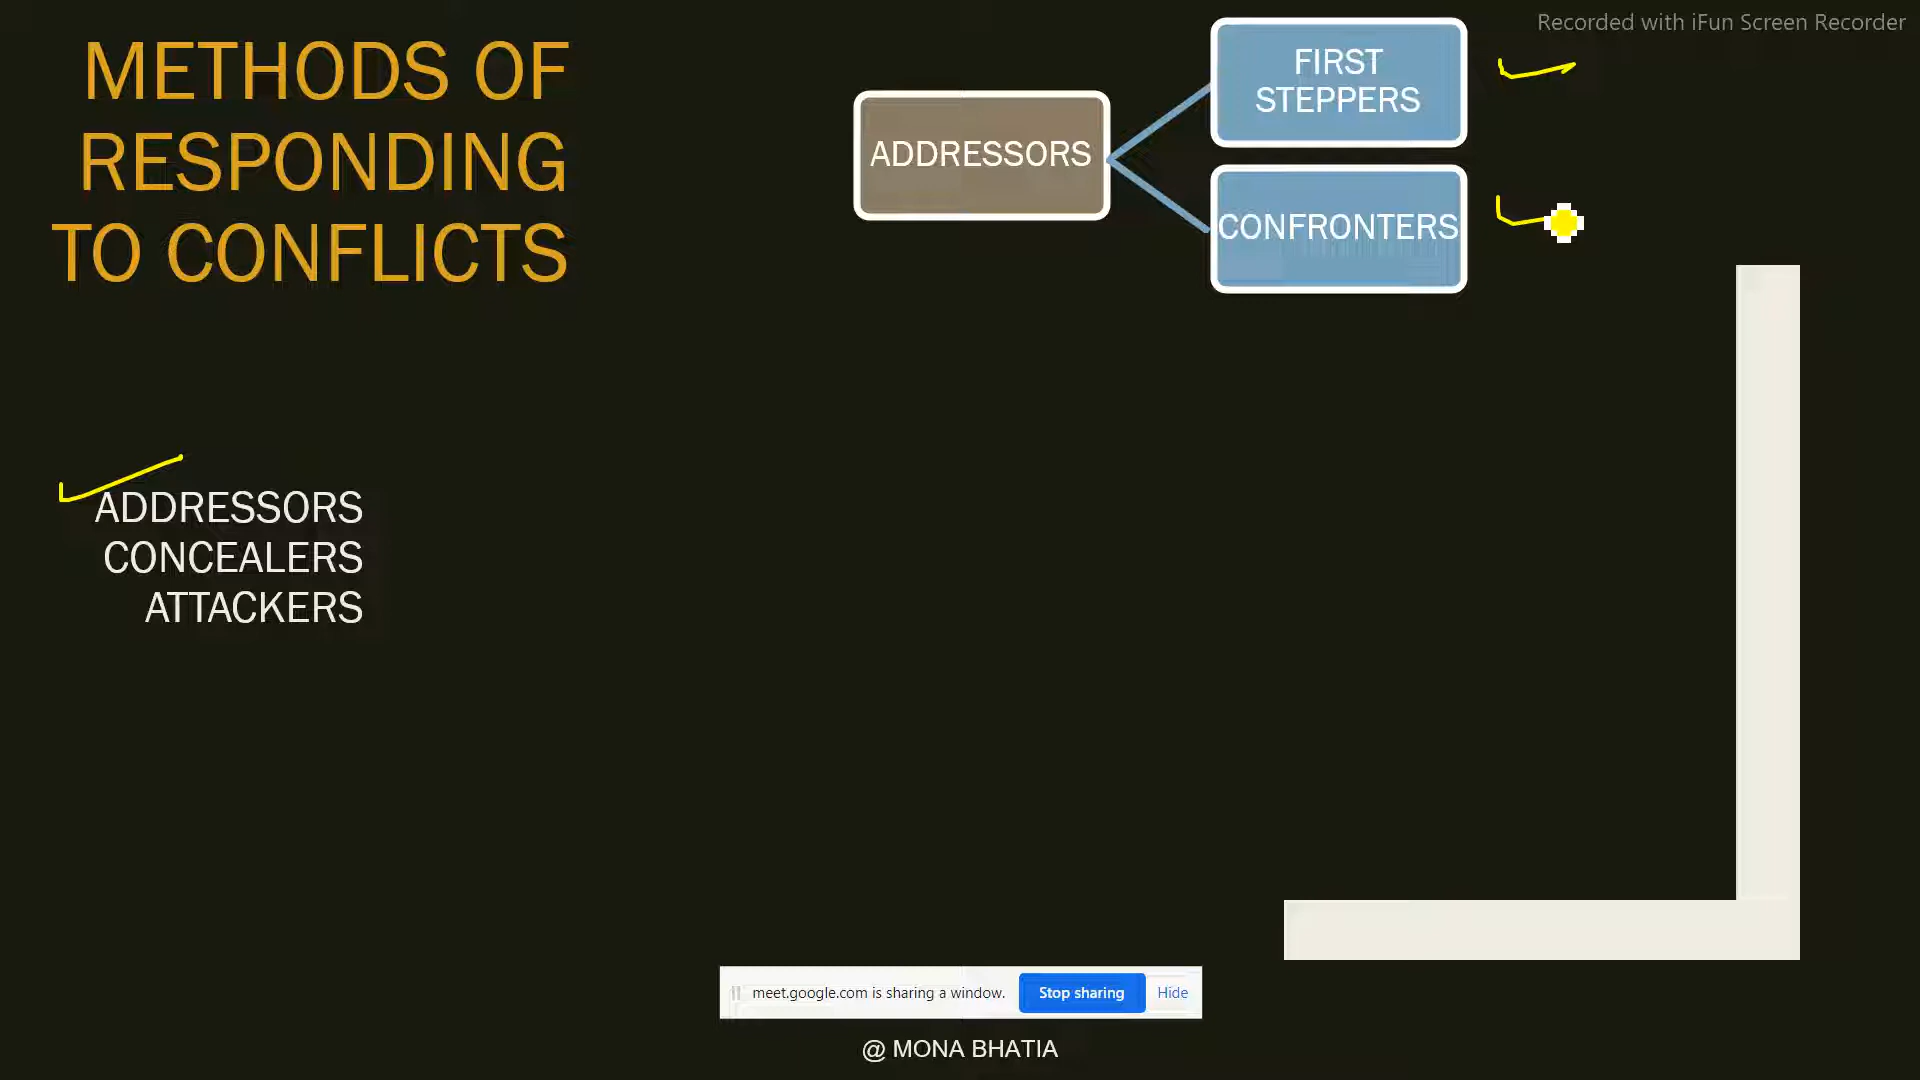 Recorded with iFun Screen Recorder
METHODS OF
RESPONDING
TO CONFLICTS
ADDRESSORS
FIRST
STEPPERS
CONFRONTERS
ADDRESSORS
CONCEALERS
ATTACKERS
meet.google.com is sharing a window.
Stop sharing
Hide
@ MONA BHATIA